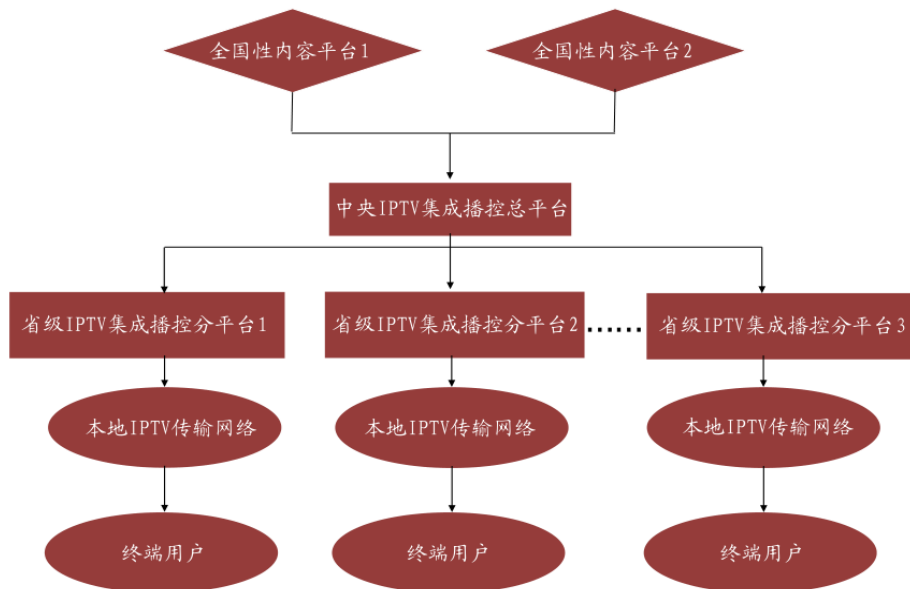 全国性内容平台1
全国性内容平台2
中央IPTV集成播控总平台
省级IPTV集成播控分平台1
省级IPTV集成播控分平台2
……
省级IPTV集成播控分平台3
本地IPTV传输网络
本地IPTV传输网络
本地IPTV传输网络
终端用户
终端用户
终端用户